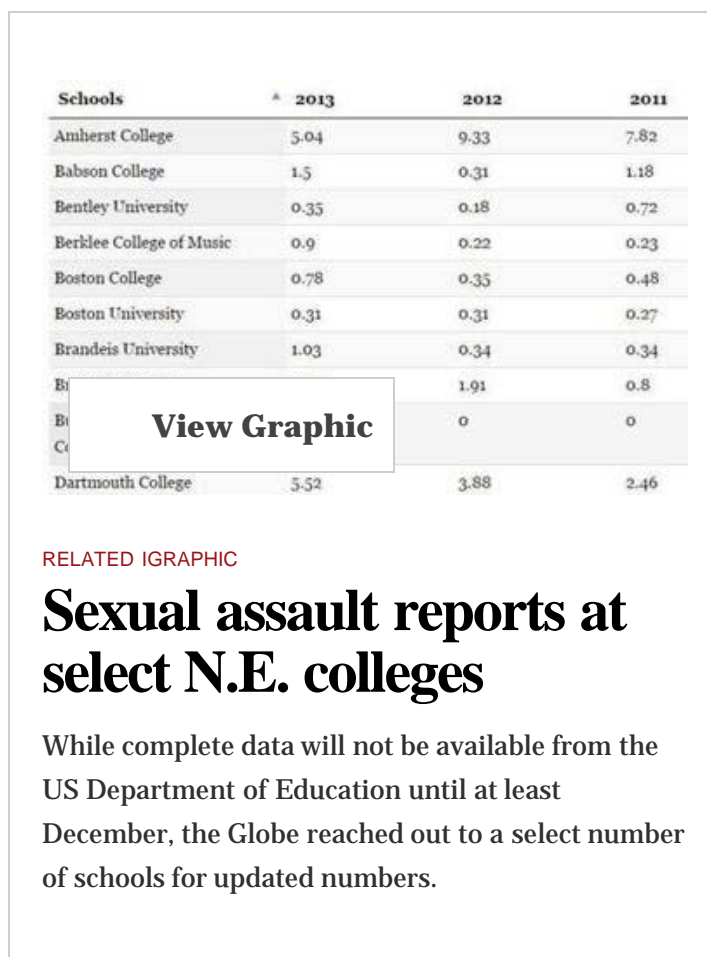 Schools 2013 2012 2011
Amherst College 5.04 9.33 7.82
Babson College 1.5 0.31 1.18
Bentley University 0.35 0.18 0.72
Berklee College of Music 0.9 0.22 0.23
Boston College 0.78 0.35 0.48
Boston University 0.31 0.31 0.27
Brandeis University 1.03 0.34 0.34
1.91 0.8
View Graphic 0 0
Dartmouth College 5.52 3.88 2.46
RELATED IGRAPHIC
Sexual assault reports at
select N.E. colleges
While complete data will not be available from the
US Department of Education until at least
December, the Globe reached out to a select number
of schools for updated numbers.